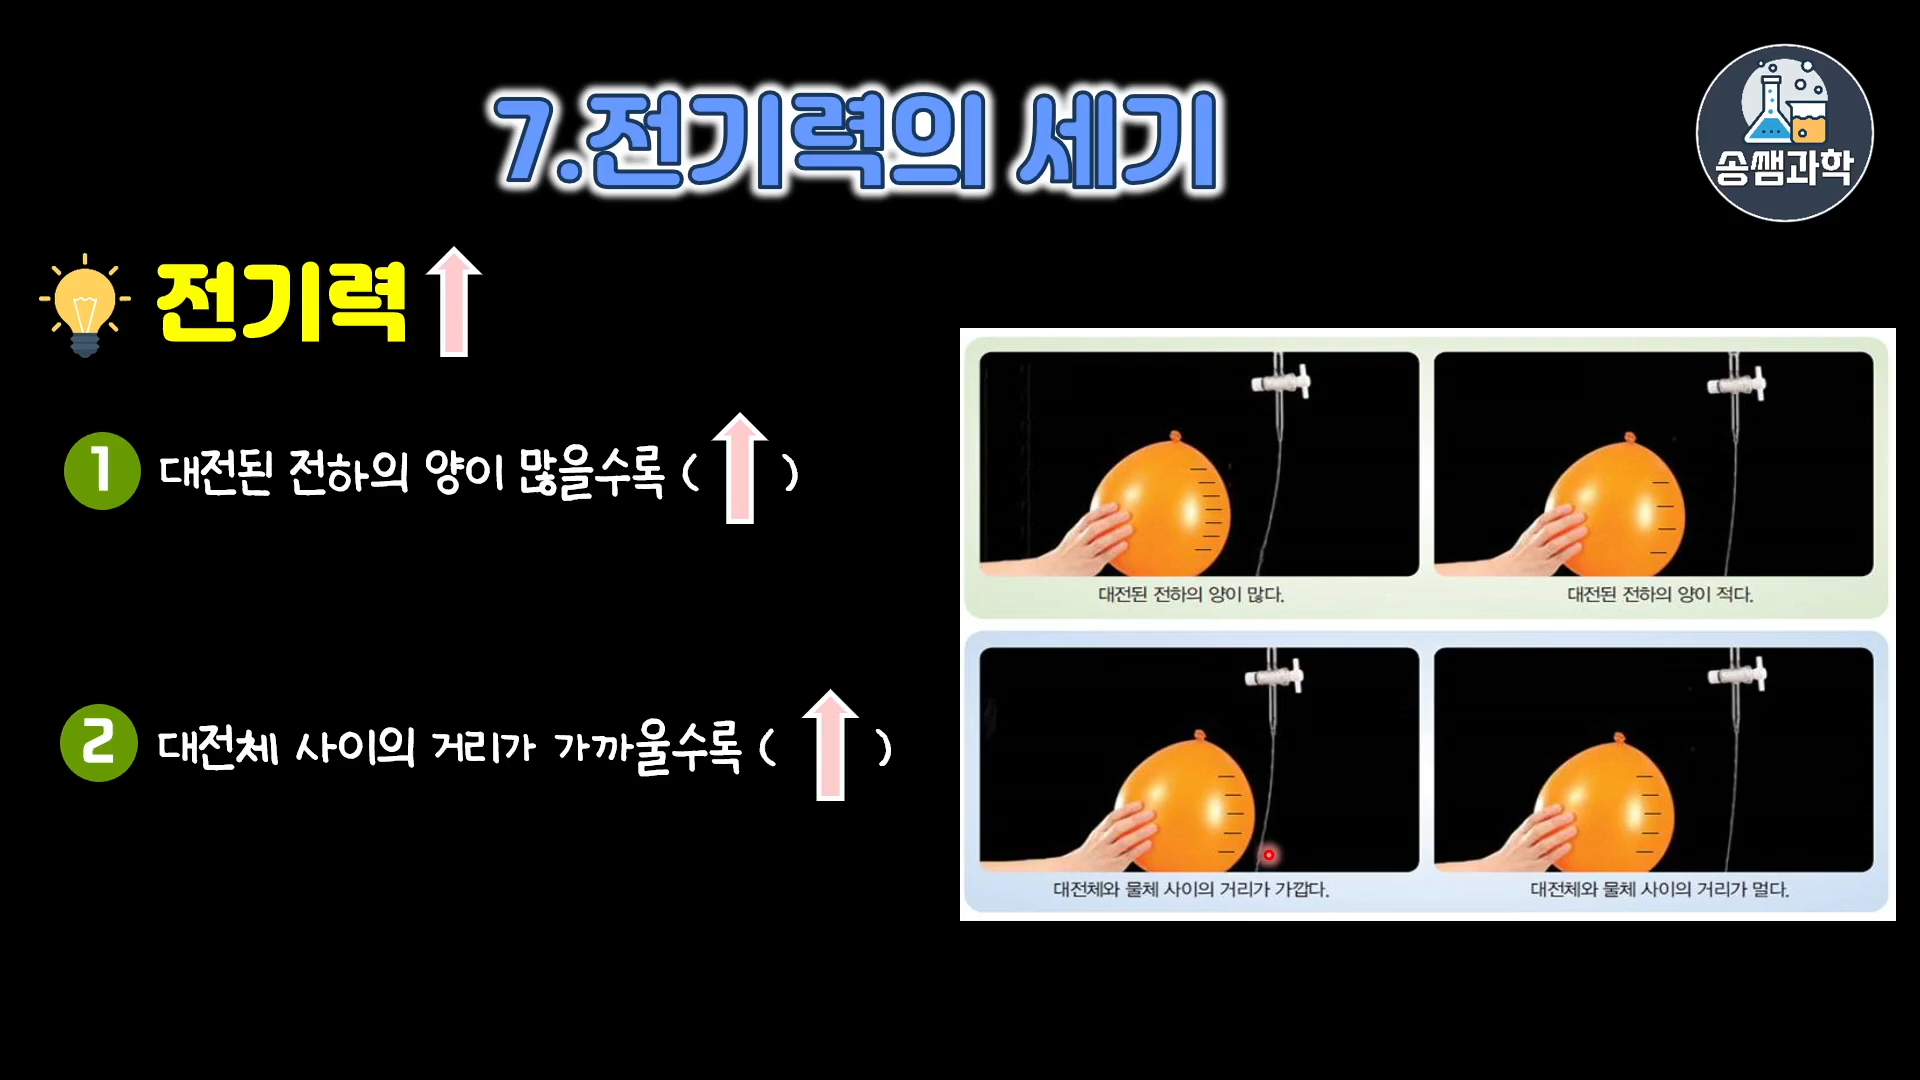 7.전기력의 세기
송쌤과학
전기력
1 대전된 전하의 양이 많을수록 ( )
2 대전체 사이의 거리가 가까울수록 ( )
대전된 전하의 양이 많다.
대전된 전하의 양이 적다.
대전체와 물체 사이의 거리가 가깝다.
대전체와 물체 사이의 거리가 멀다.